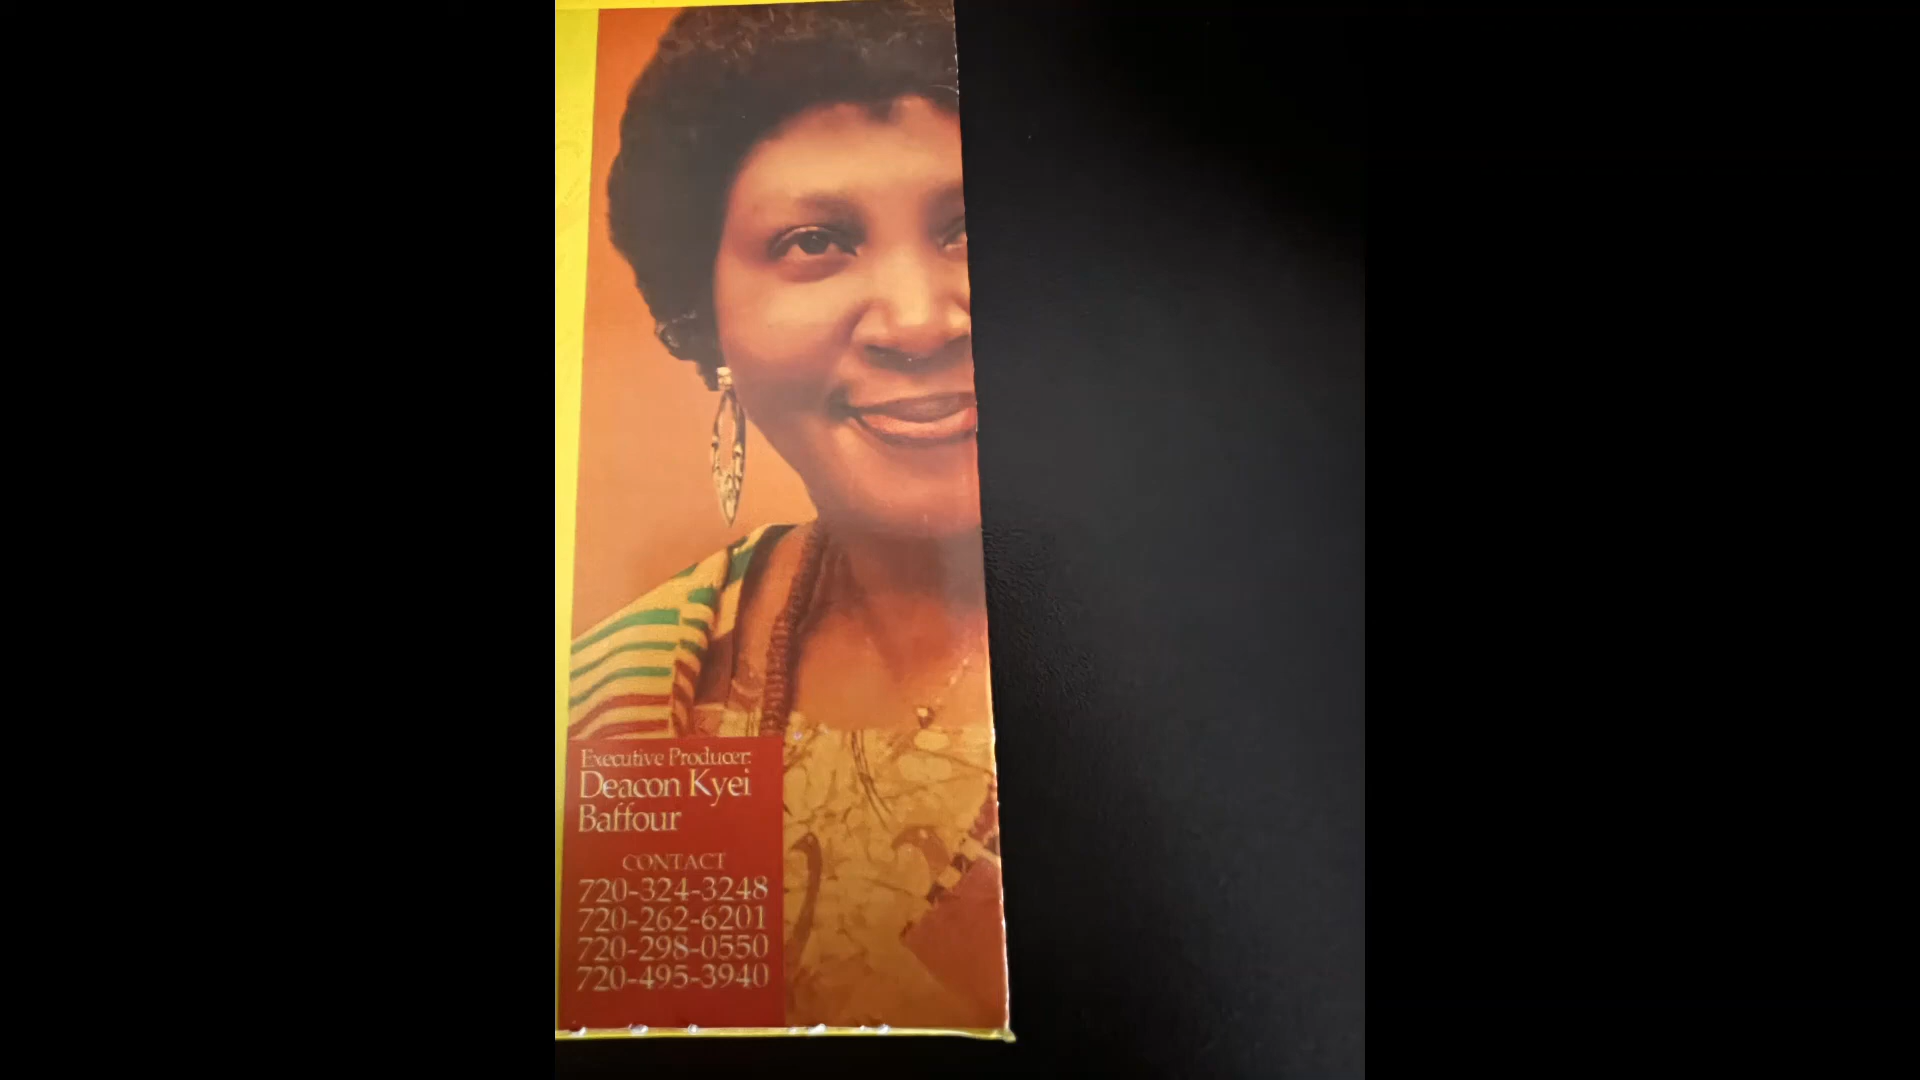 Executive Producer:
Deacon Kyei
Baffour
CONTACT
720-324-3248
720-262-6201
720-298-0550
720-495-3940